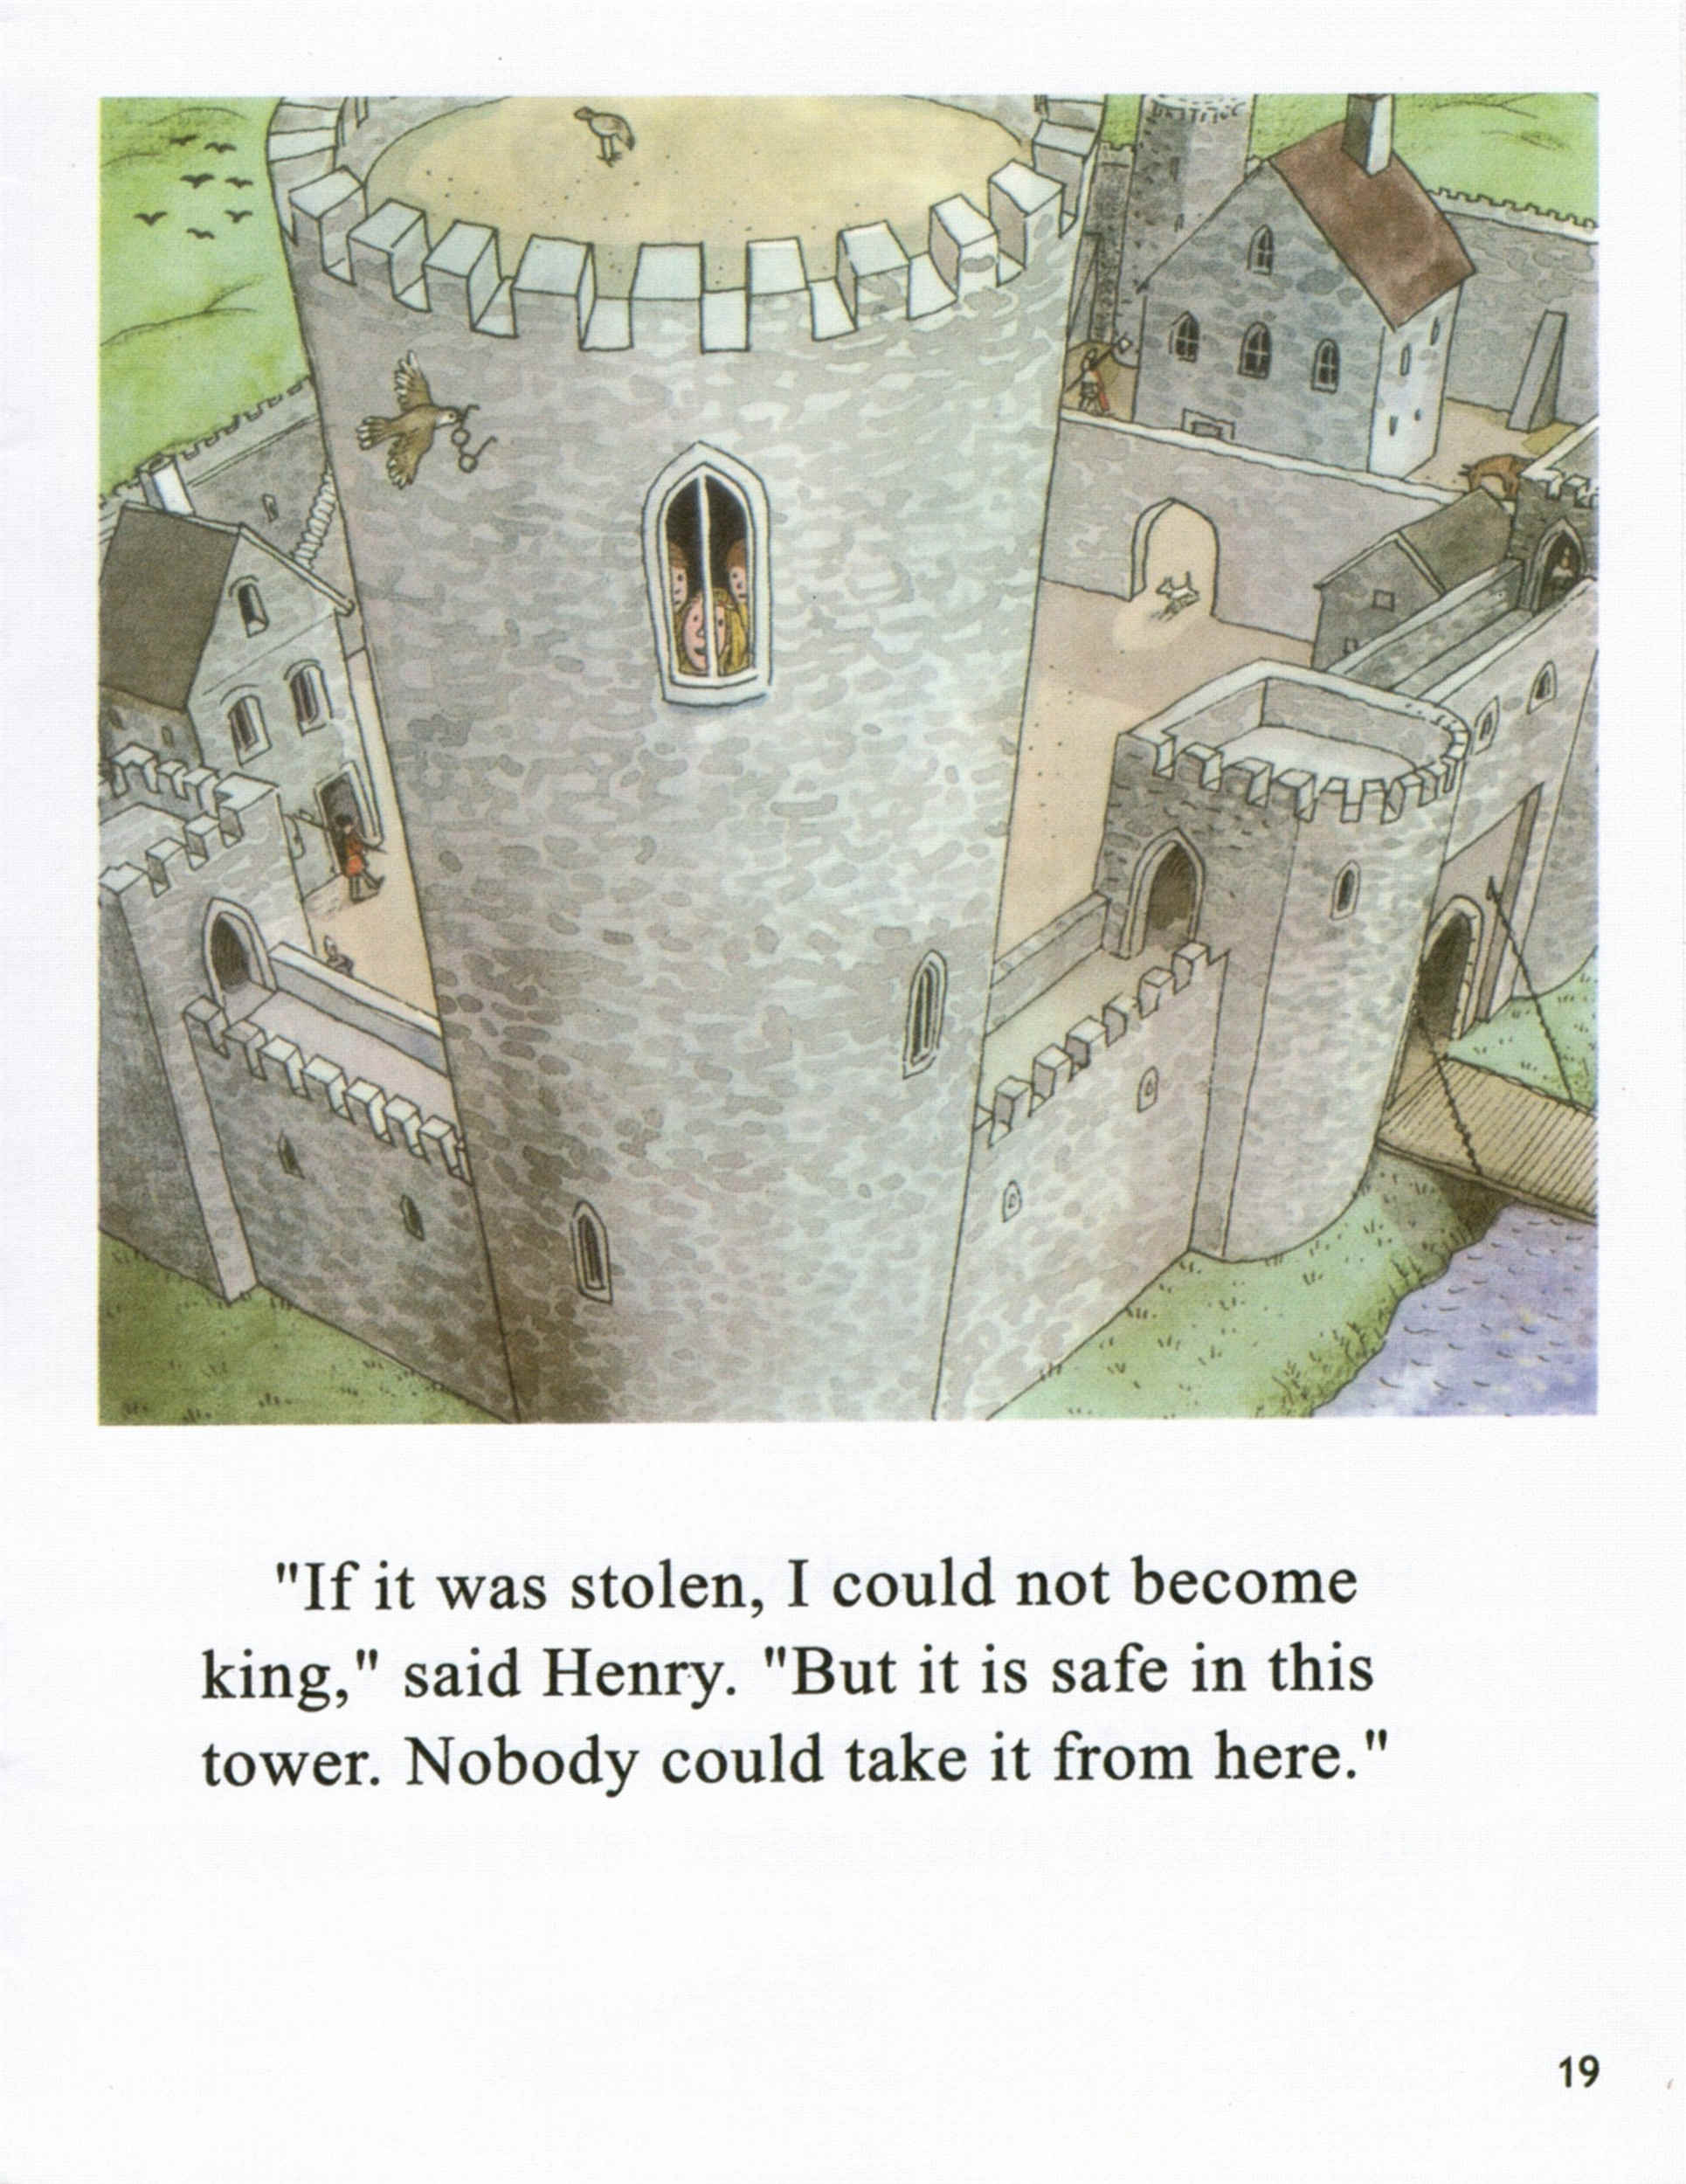 "If it was stolen, I could not become
king," said Henry. "But it is safe in this
tower. Nobody could take it from here."
19